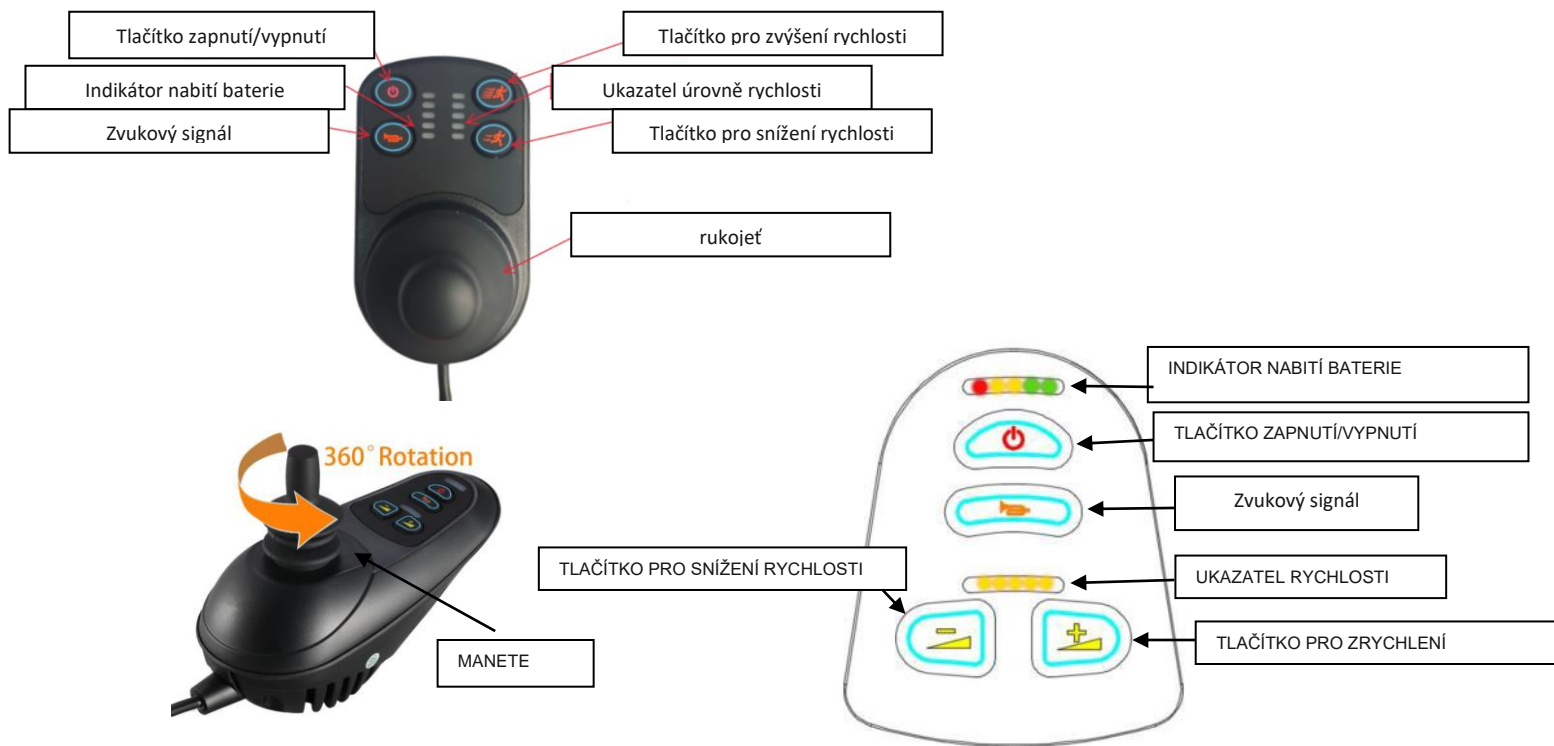 Tlačítko zapnutí/vypnutí
Tlačítko pro zvýšení rychlosti
Indikátor nabití baterie
Ukazatel úrovně rychlosti
Zvukový signál
Tlačítko pro snížení rychlosti
rukojeť
INDIKÁTOR NABITÍ BATERIE
TLAČÍTKO ZAPNUTÍ/VYPNUTÍ
360° Rotation
Zvukový signál
TLAČÍTKO PRO SNÍŽENÍ RYCHLOSTI
UKAZATEL RYCHLOSTI
TLAČÍTKO PRO ZRYCHLENÍ
MANETE